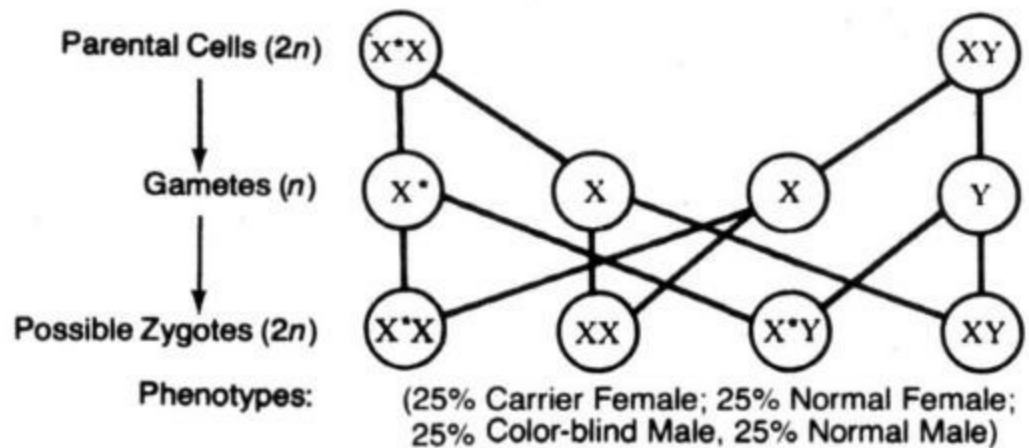 Parental Cells (2n)
X*X
XY
Gametes (n)
X*
X
X
Y
Possible Zygotes (2n)
X*X
XX
X*Y
XY
Phenotypes:
(25% Carrier Female; 25% Normal Female;
25% Color-blind Male, 25% Normal Male)